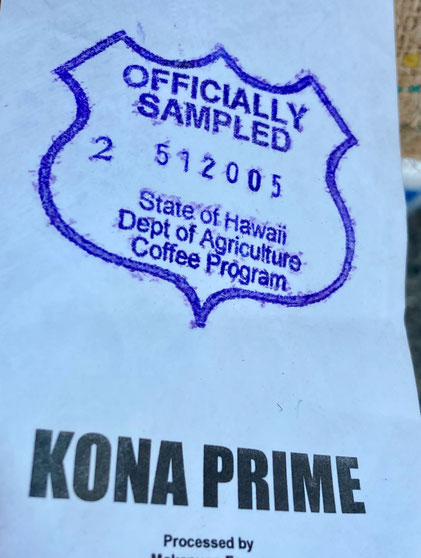 OFFICIALLY
SAMPLED
2 512005
State of Hawaii
Dept of Agriculture
Coffee Program
KONA PRIME
Processed by